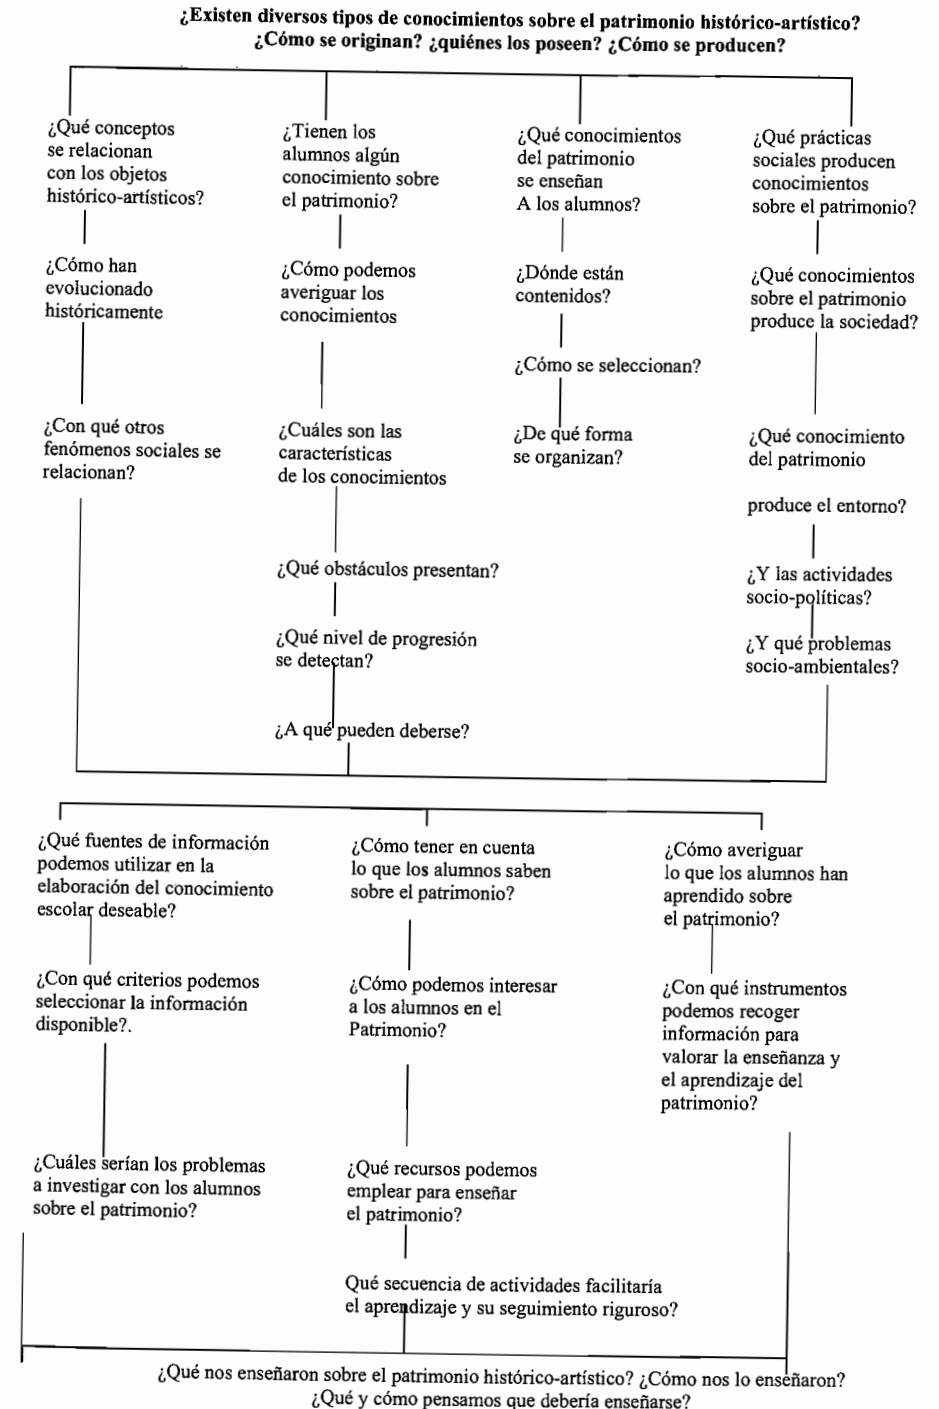 ¿Existen diversos tipos de conocimientos sobre el patrimonio histórico-artístico?
¿Cómo se originan? ¿quiénes los poseen? ¿Cómo se producen?
¿Qué conceptos
se relacionan
con los objetos
histórico-artísticos?
¿Cómo han
evolucionado
históricamente
¿Con qué otros
fenómenos sociales se
relacionan?
¿Tienen los
alumnos algún
conocimiento sobre
el patrimonio?
¿Cómo podemos
averiguar los
conocimientos
¿Cuáles son las
características
de los conocimientos
¿Qué obstáculos presentan?
¿Qué nivel de progresión
se detectan?
¿A qué pueden deberse?
¿Qué conocimientos
del patrimonio
se enseñan
A los alumnos?
¿Dónde están
contenidos?
¿Cómo se seleccionan?
¿De qué forma
se organizan?
¿Qué prácticas
sociales producen
conocimientos
sobre el patrimonio?
¿Qué conocimientos
sobre el patrimonio
produce la sociedad?
¿Qué conocimiento
del patrimonio
produce el entorno?
¿Y las actividades
socio-políticas?
¿Y qué problemas
socio-ambientales?
¿Qué fuentes de información
podemos utilizar en la
elaboración del conocimiento
escolar deseable?
¿Con qué criterios podemos
seleccionar la información
disponible?.
¿Cuáles serían los problemas
a investigar con los alumnos
sobre el patrimonio?
¿Cómo tener en cuenta
lo que los alumnos saben
sobre el patrimonio?
¿Cómo podemos interesar
a los alumnos en el
Patrimonio?
¿Qué recursos podemos
emplear para enseñar
el patrimonio?
Qué secuencia de actividades facilitaría
el aprendizaje y su seguimiento riguroso?
¿Cómo averiguar
lo que los alumnos han
aprendido sobre
el patrimonio?
¿Con qué instrumentos
podemos recoger
información para
valorar la enseñanza y
el aprendizaje del
patrimonio?
¿Qué nos enseñaron sobre el patrimonio histórico-artístico? ¿Cómo nos lo enseñaron?
¿Qué y cómo pensamos que debería enseñarse?